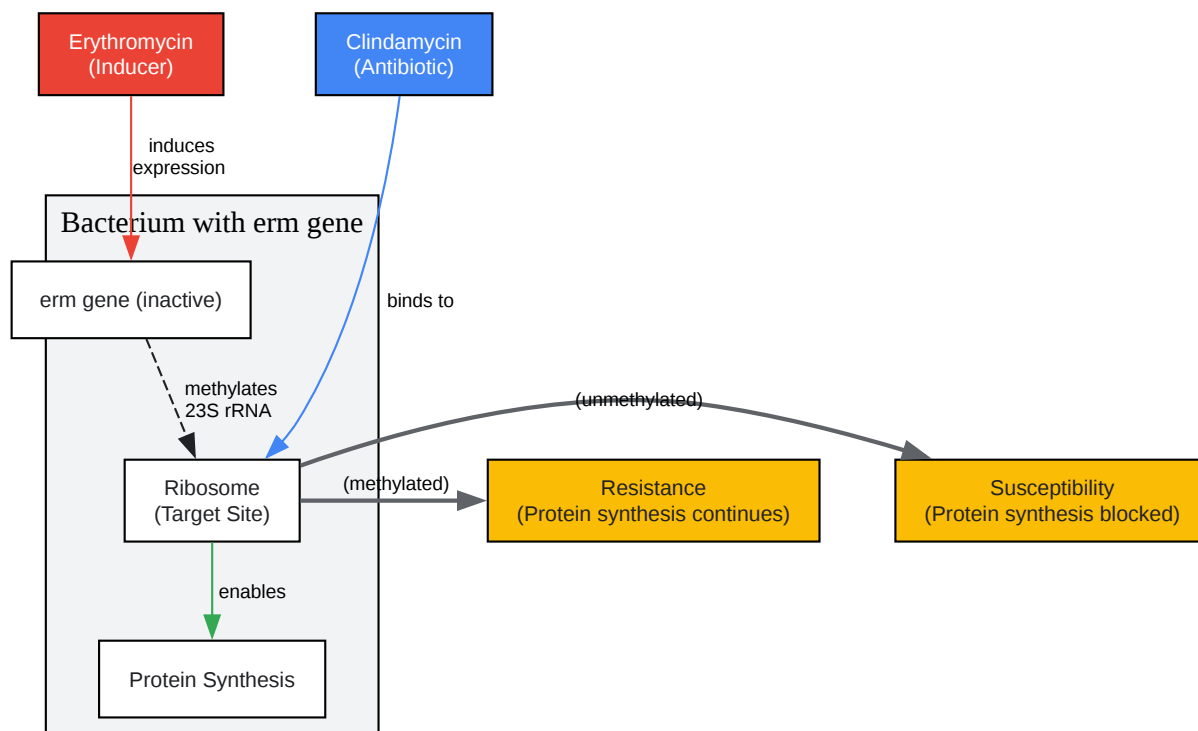 Erythromycin
(Inducer)
Clindamycin
(Antibiotic)
induces
expression
Bacterium with erm gene
erm gene (inactive)
binds to
methylates
23S rRNA
(unmethylated)
Ribosome
(Target Site)
(methylated)
Resistance
(Protein synthesis continues)
Susceptibility
(Protein synthesis blocked)
enables
Protein Synthesis